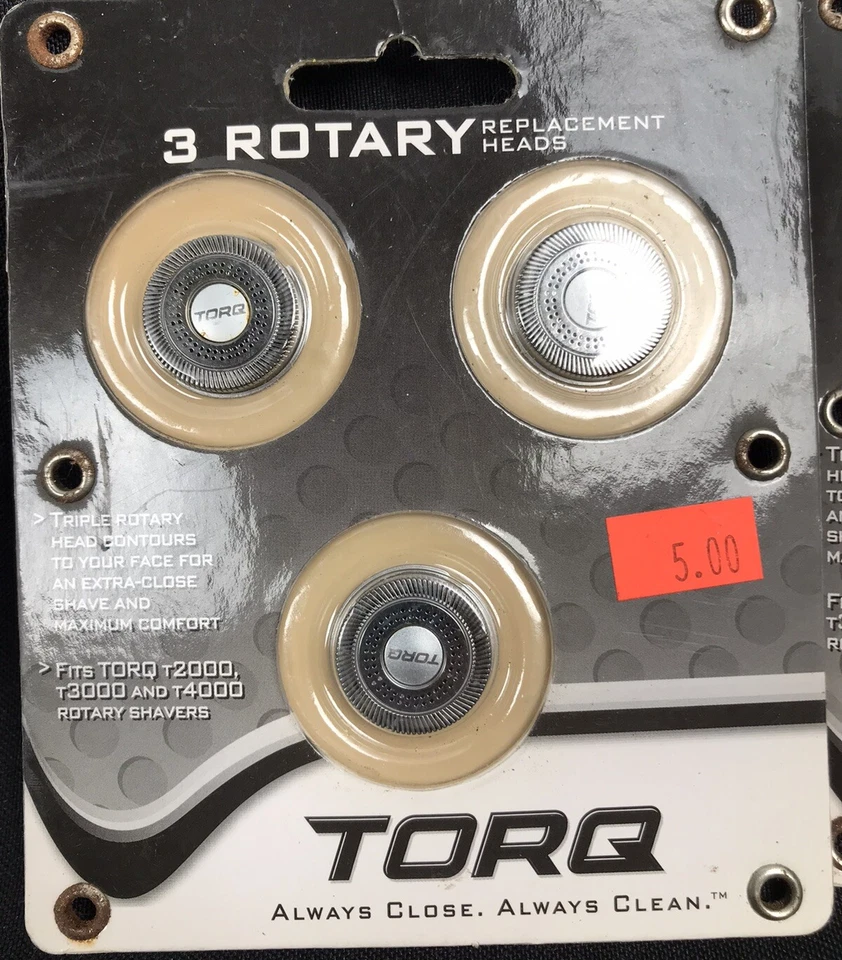 3 ROTARY REPLACEMENT
HEADS
TORQ
5.00
> TRIPLE ROTARY
HEAD CONTOURS
TO YOUR FACE FOR
AN EXTRA-CLOSE
SHAVE AND
MAXIMUM COMFORT
TORQ
> FITS TORQ T2000,
T3000 AND T4000
ROTARY SHAVERS
TORQ
ALWAYS CLOSE. ALWAYS CLEAN.™